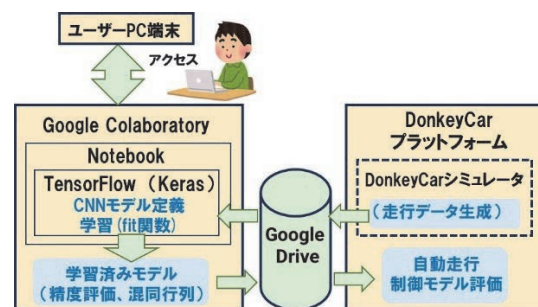 ユーザーPC端末
アクセス
Google Colaboratory
Notebook
TensorFlow (Keras)
CNNモデル定義
学習(fit関数)
学習済みモデル
(精度評価、混同行列)
Google
Drive
DonkeyCar
プラットフォーム
DonkeyCarシミュレータ
(走行データ生成)
自動走行
制御モデル評価